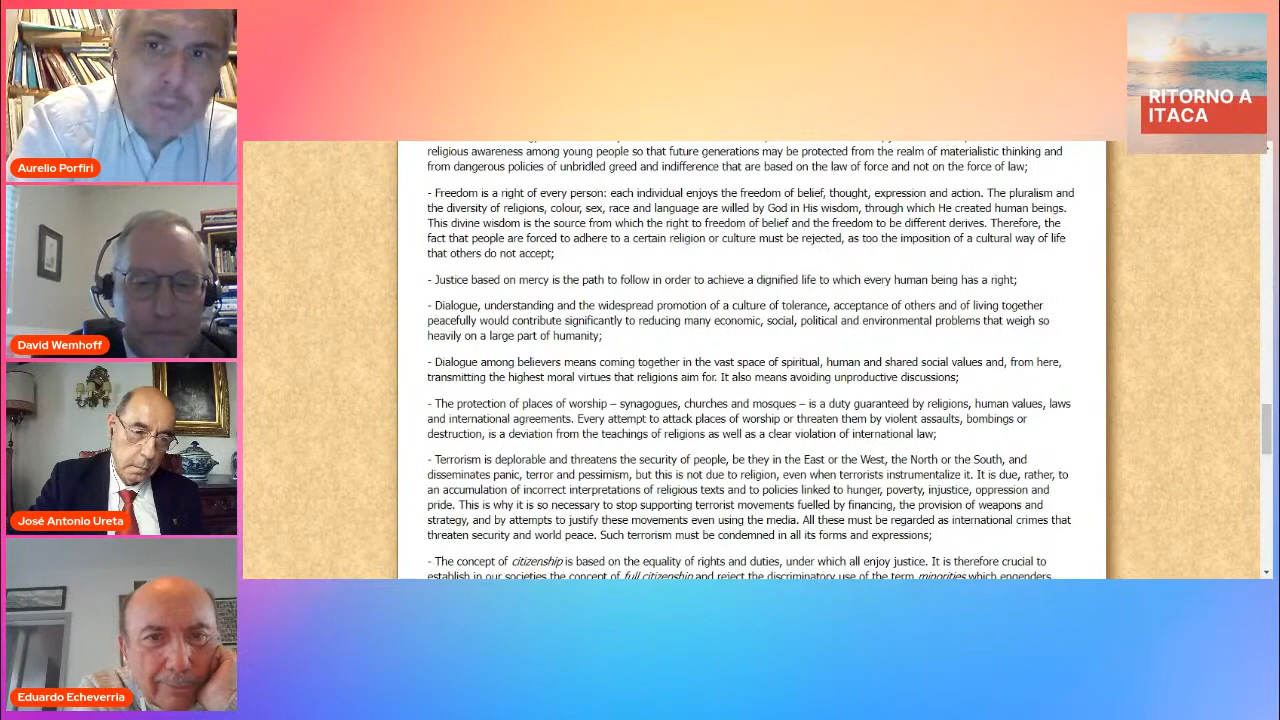 Aurelio Porfiri
David Wemhoff
José Antonio Ureta
Eduardo Echeverria
RITORNO A
ITACA
religious awareness among young people so that future generations may be protected from the realm of materialistic thinking and
from dangerous policies of unbridled greed and indifference that are based on the law of force and not on the force of law;
- Freedom is a right of every person: each individual enjoys the freedom of belief, thought, expression and action. The pluralism and
the diversity of religions, colour, sex, race and language are willed by God in His wisdom, through which He created human beings.
This divine wisdom is the source from which the right to freedom of belief and the freedom to be different derives. Therefore, the
fact that people are forced to adhere to a certain religion or culture must be rejected, as too the imposition of a cultural way of life
that others do not accept;
- Justice based on mercy is the path to follow in order to achieve a dignified life to which every human being has a right;
- Dialogue, understanding and the widespread promotion of a culture of tolerance, acceptance of others and of living together
peacefully would contribute significantly to reducing many economic, social, political and environmental problems that weigh so
heavily on a large part of humanity;
- Dialogue among believers means coming together in the vast space of spiritual, human and shared social values and, from here,
transmitting the highest moral virtues that religions aim for. It also means avoiding unproductive discussions;
- The protection of places of worship – synagogues, churches and mosques – is a duty guaranteed by religions, human values, laws
and international agreements. Every attempt to attack places of worship or threaten them by violent assaults, bombings or
destruction, is a deviation from the teachings of religions as well as a clear violation of international law;
- Terrorism is deplorable and threatens the security of people, be they in the East or the West, the North or the South, and
disseminates panic, terror and pessimism, but this is not due to religion, even when terrorists instrumentalize it. It is due, rather, to
an accumulation of incorrect interpretations of religious texts and to policies linked to hunger, poverty, injustice, oppression and
pride. This is why it is so necessary to stop supporting terrorist movements fuelled by financing, the provision of weapons and
strategy, and by attempts to justify these movements even using the media. All these must be regarded as international crimes that
threaten security and world peace. Such terrorism must be condemned in all its forms and expressions;
- The concept of citizenship is based on the equality of rights and duties, under which all enjoy justice. It is therefore crucial to
establish in our societies the concept of full citizenship and reject the discriminatory use of the term minorities which engenders